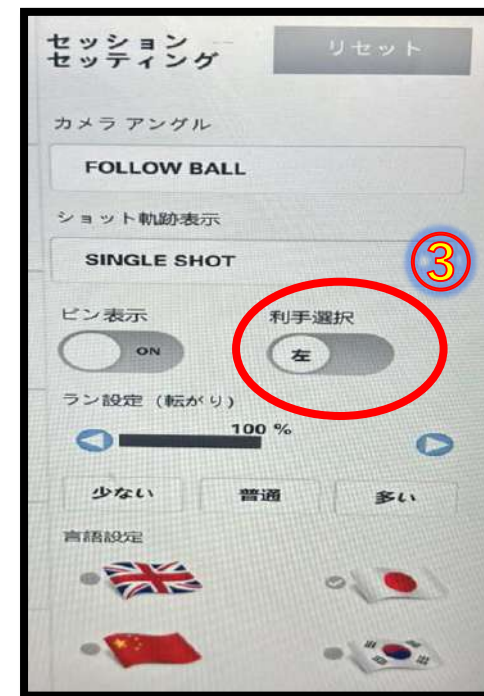 セッション
セッティング
リセット
カメラ アングル
FOLLOW BALL
ショット軌跡表示
SINGLE SHOT
③
ピン表示
利手選択
ON
左
ラン設定 (転がり)
100 %
少ない
普通
多い
言語設定